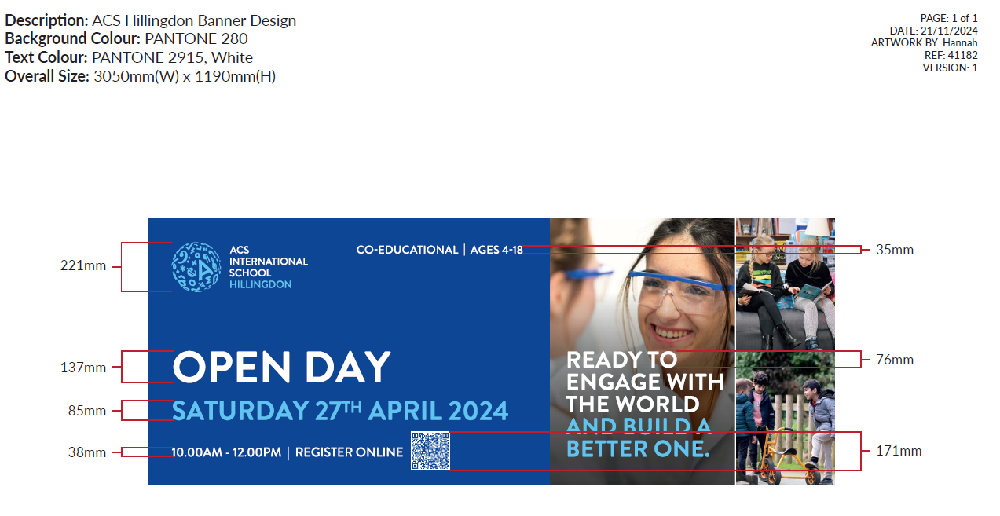 Description: ACS Hillingdon Banner Design
Background Colour: PANTONE 280
Text Colour: PANTONE 2915, White
Overall Size: 3050mm(W) x 1190mm(H)
PAGE: 1 of 1
DATE: 21/11/2024
ARTWORK BY: Hannah
REF: 41182
VERSION: 1
221mm
ACS
INTERNATIONAL
SCHOOL
HILLINGDON
CO-EDUCATIONAL | AGES 4-18
35mm
137mm
OPEN DAY
85mm
SATURDAY 27TH APRIL 2024
38mm
10.00AM - 12.00PM | REGISTER ONLINE
READY TO
ENGAGE WITH
THE WORLD
AND BUILD A
BETTER ONE.
76mm
171mm